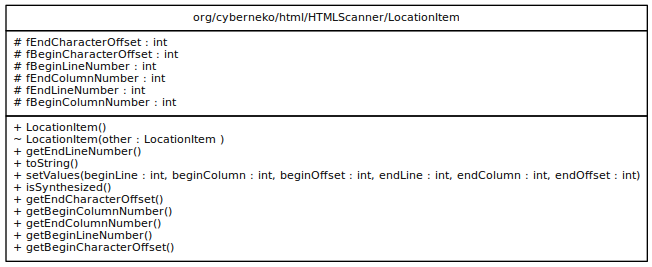 org/cyberneko/html/HTMLScanner/LocationItem
# fEndCharacterOffset : int
# fBeginCharacterOffset : int
# fBeginLineNumber : int
# fEndColumnNumber : int
# fEndLineNumber : int
# fBeginColumnNumber : int
+ LocationItem()
~ LocationItem(other : LocationItem )
+ getEndLineNumber()
+ toString()
+ setValues(beginLine : int, beginColumn : int, beginOffset : int, endLine : int, endColumn : int, endOffset : int)
+ isSynthesized()
+ getEndCharacterOffset()
+ getBeginColumnNumber()
+ getEndColumnNumber()
+ getBeginLineNumber()
+ getBeginCharacterOffset()